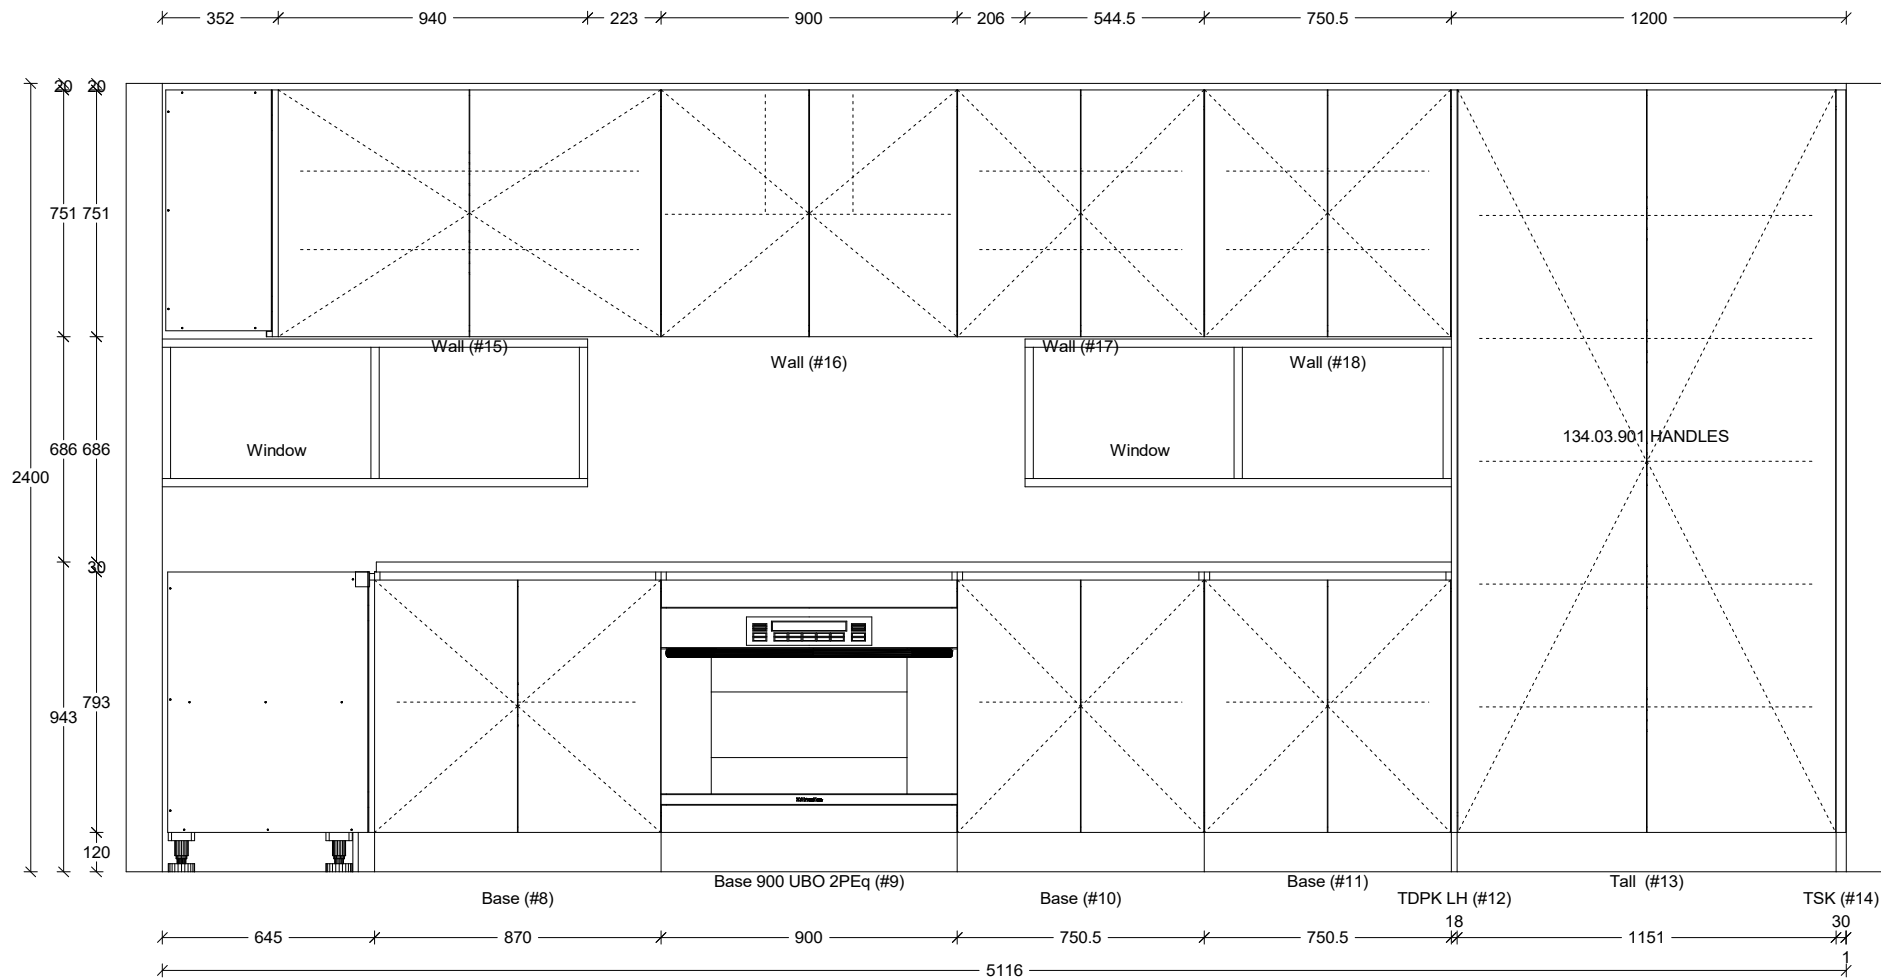 352 940 223 900 206 544.5 750.5 1200
20 20
751 751
Wall (#15) Wall (#17)
Wall (#16) Wall (#18)
134.03.901 HANDLES
686 686 Window Window
2400
30
793
943
120
Base 900 UBO 2PEq (#9) Base (#11) Tall (#13)
Base (#8) Base (#10) TDPK LH (#12) TSK (#14)
18 30
645 870 900 750.5 750.5 1151
1
5116